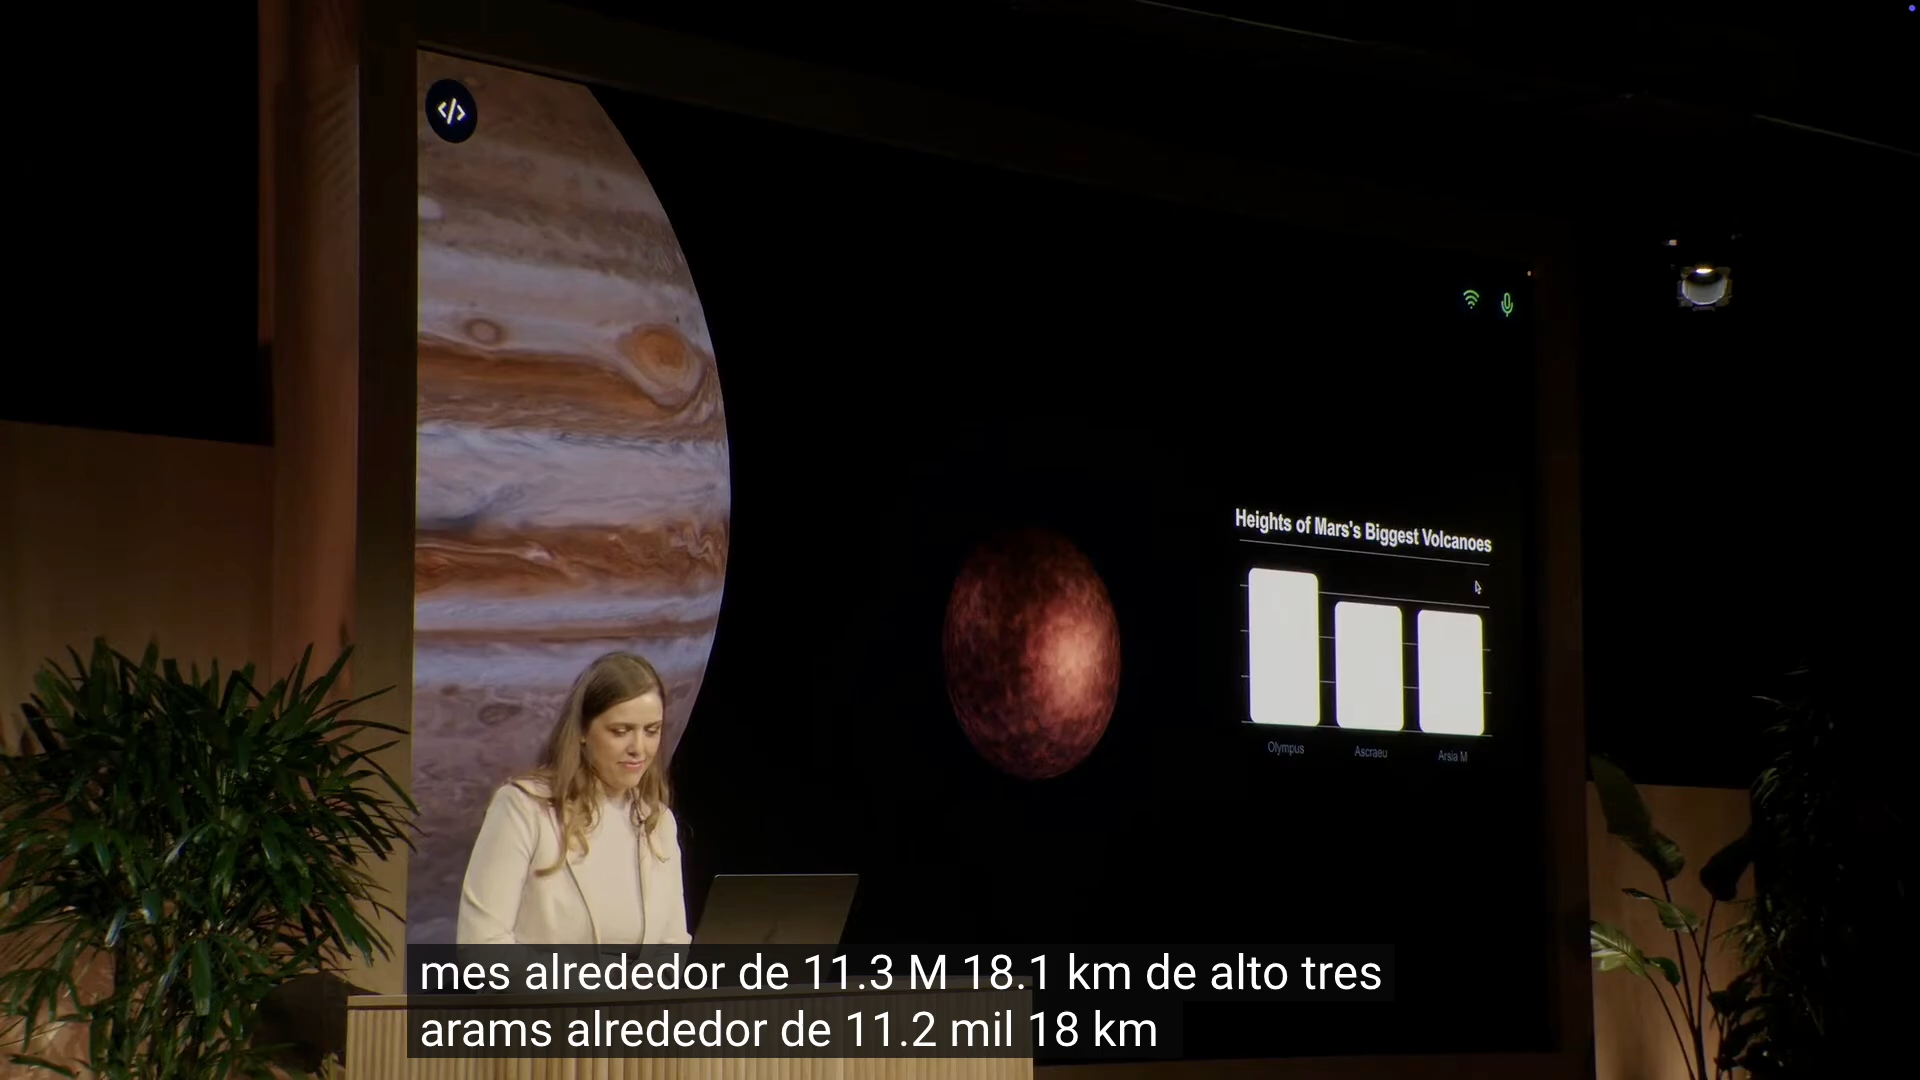 </>
Heights of Mars's Biggest Volcanoes
Olympus
Ascraeu
Arsia M
mes alrededor de 11.3 M 18.1 km de alto tres
arams alrededor de 11.2 mil 18 km